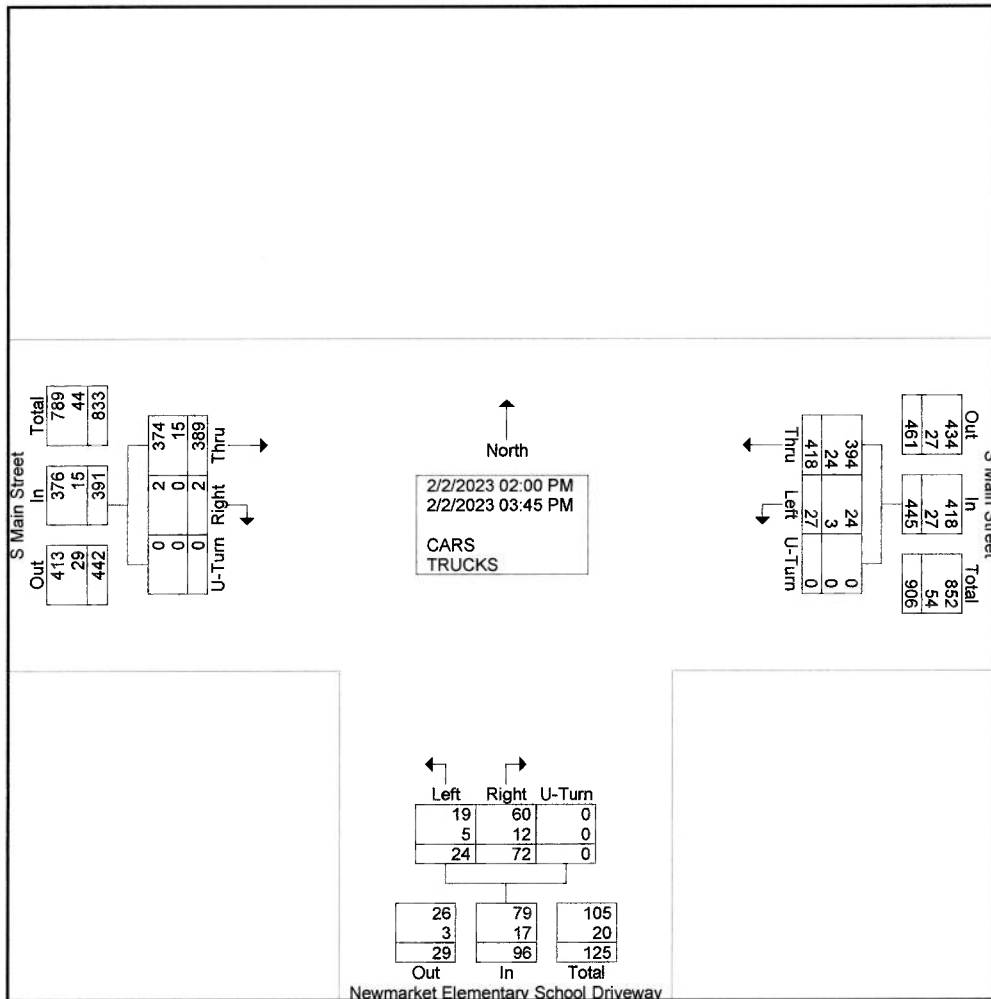 North
2/2/2023 02:00 PM
2/2/2023 03:45 PM
CARS
TRUCKS
S Main Street
Total In Out
789 376 413
44 15 29
833 391 442
Thru Right U-Turn
374 2 0
15 0 0
389 2 0
S Main Street
Out In Total
434 418 852
27 27 54
461 445 906
Thru Left U-Turn
394 24 0
24 3 0
418 27 0
Left Right U-Turn
19 60 0
5 12 0
24 72 0
26 79 105
3 17 20
29 96 125
Out In Total
Newmarket Elementary School Driveway